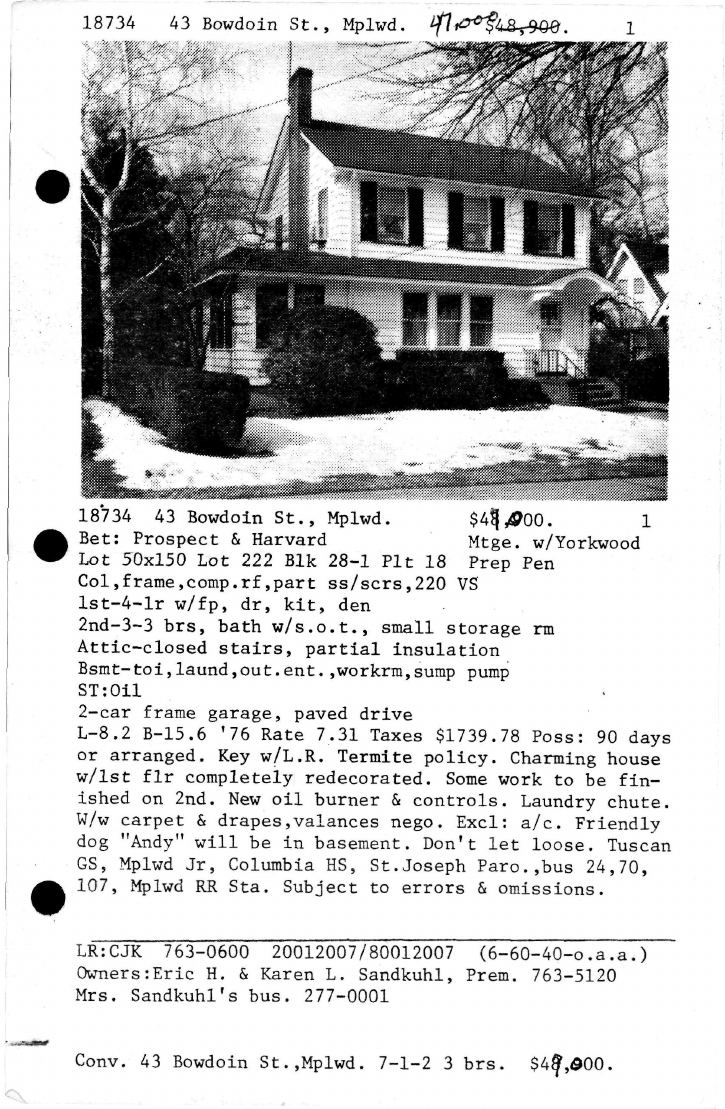 18734 43 Bowdoin St., Mplwd. 47,000 $48,900. 1
18734 43 Bowdoin St., Mplwd. 1
Bet: Prospect & Harvard Mtge. w/Yorkwood
Lot 50x150 Lot 222 Blk 28-1 Plt 18 Prep Pen
Col,frame,comp.rf,part ss/scrs,220 VS
1st-4-lr w/fp, dr, kit, den
2nd-3-3 brs, bath w/s.o.t., small storage rm
Attic-closed stairs, partial insulation
Bsmt-toi,laund,out.ent.,workrm,sump pump
ST:Oil
2-car frame garage, paved drive
L-8.2 B-15.6 '76 Rate 7.31 Taxes $1739.78 Poss: 90 days
or arranged. Key w/L.R. Termite policy. Charming house
w/1st flr completely redecorated. Some work to be fin-
ished on 2nd. New oil burner & controls. Laundry chute.
W/w carpet & drapes,valances nego. Excl: a/c. Friendly
dog "Andy" will be in basement. Don't let loose. Tuscan
GS, Mplwd Jr, Columbia HS, St.Joseph Paro.,bus 24,70,
107, Mplwd RR Sta. Subject to errors & omissions.
LR:CJK 763-0600 20012007/80012007 (6-60-40-o.a.a.)
Owners:Eric H. & Karen L. Sandkuhl, Prem. 763-5120
Mrs. Sandkuhl's bus. 277-0001
Conv. 43 Bowdoin St.,Mplwd. 7-1-2 3 brs.